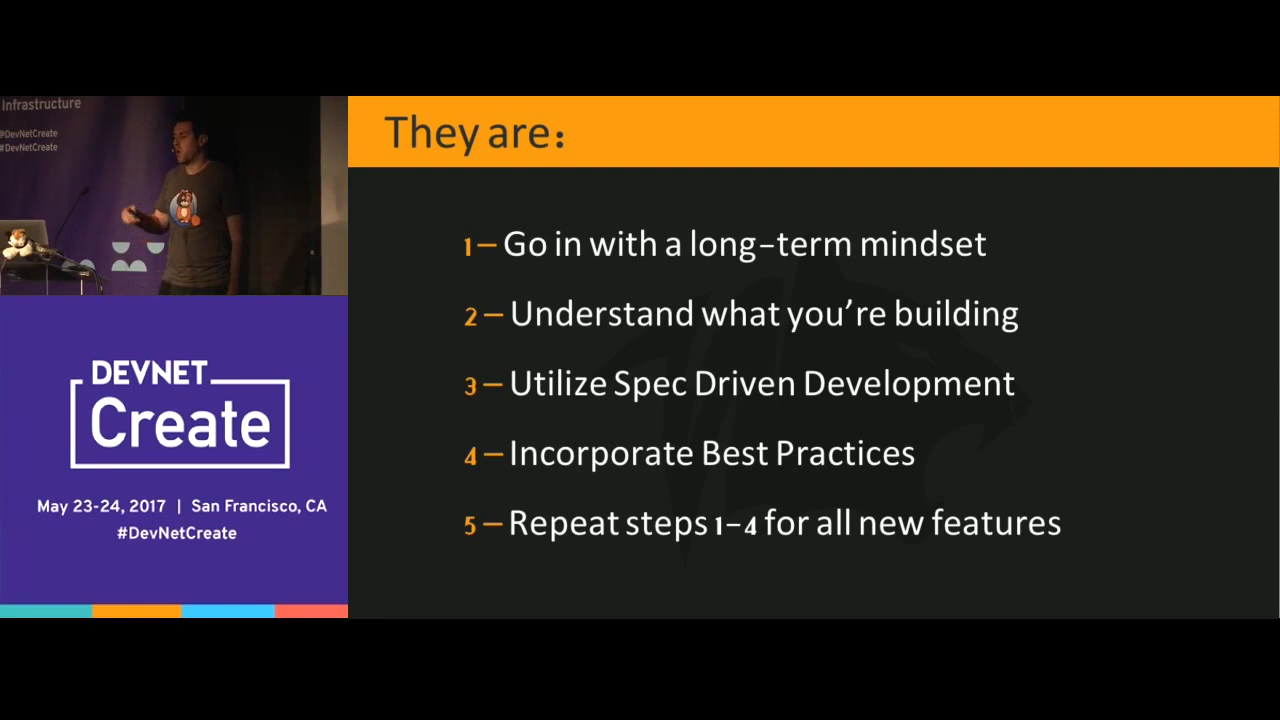 Infrastructure
@DevNetCreate
#DevNetCreate
DEVNET
Create
May 23-24, 2017 | San Francisco, CA
#DevNetCreate
They are:
1– Go in with a long-term mindset
2 – Understand what you're building
3 – Utilize Spec Driven Development
4 – Incorporate Best Practices
5 – Repeat steps 1-4 for all new features